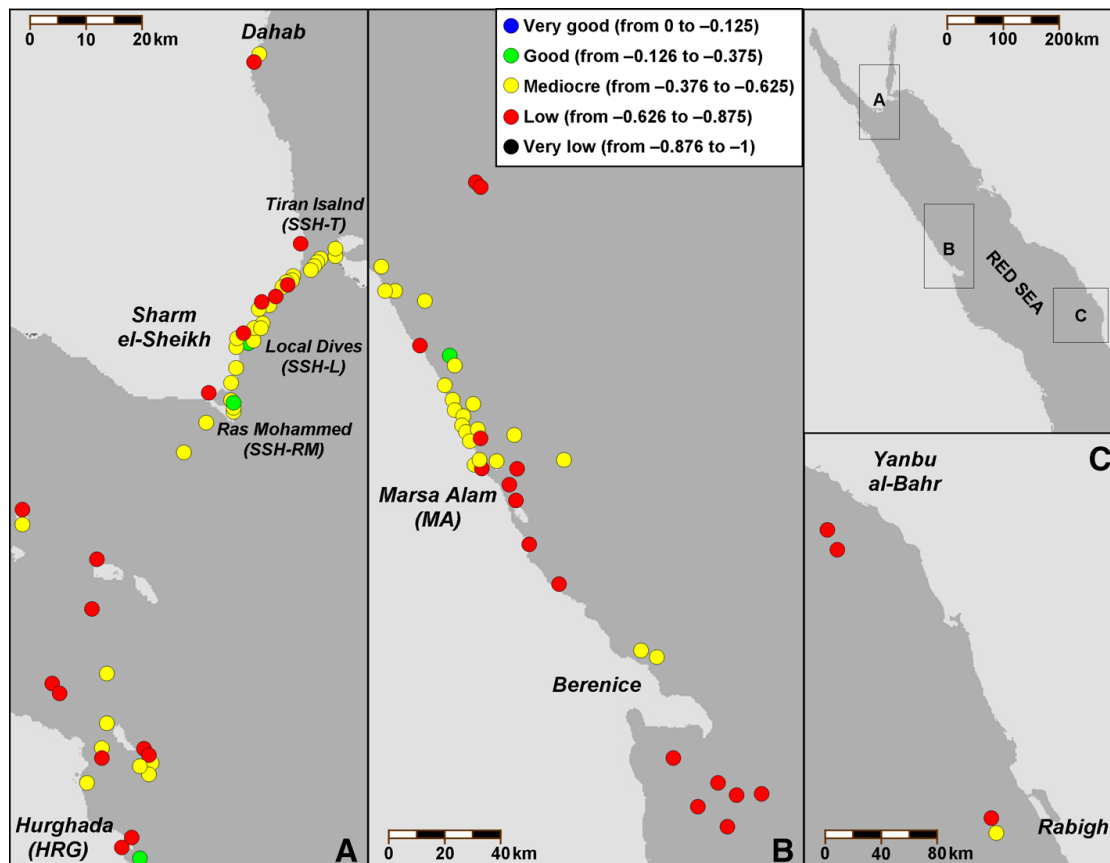 0 10 20 km
Dahab
Tiran Isalnd
(SSH-T)
Sharm
el-Sheikh
Local Dives
(SSH-L)
Ras Mohammed
(SSH-RM)
Hurghada
(HRG)
A
Very good (from 0 to –0.125)
Good (from –0.126 to –0.375)
Mediocre (from –0.376 to –0.625)
Low (from –0.626 to –0.875)
Very low (from –0.876 to –1)
Marsa Alam
(MA)
Berenice
0 20 40 km
B
0 100 200 km
A
B
RED SEA
C
C
Yanbu
al-Bahr
Rabigh
0 40 80 km